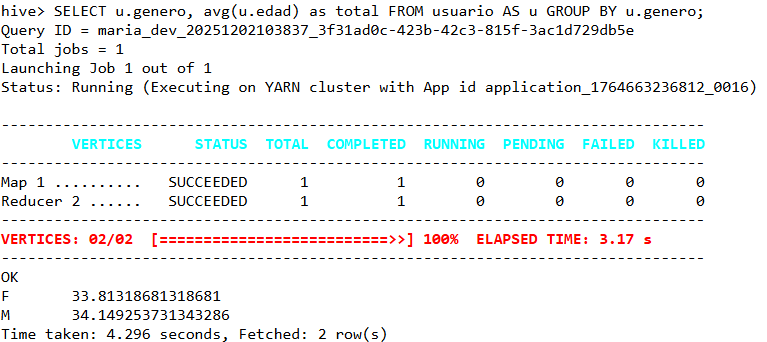 hive> SELECT u.genero, avg(u.edad) as total FROM usuario AS u GROUP BY u.genero;
Query ID = maria_dev_20251202103837_3f31ad0c-423b-42c3-815f-3ac1d729db5e
Total jobs = 1
Launching Job 1 out of 1
Status: Running (Executing on YARN cluster with App id application_1764663236812_0016)
--------------------------------------------------------------------------------
VERTICES STATUS TOTAL COMPLETED RUNNING PENDING FAILED KILLED
--------------------------------------------------------------------------------
Map 1 .......... SUCCEEDED 1 1 0 0 0 0
Reducer 2 ...... SUCCEEDED 1 1 0 0 0 0
--------------------------------------------------------------------------------
VERTICES: 02/02 [==========================>>] 100% ELAPSED TIME: 3.17 s
--------------------------------------------------------------------------------
OK
F 33.81318681318681
M 34.149253731343286
Time taken: 4.296 seconds, Fetched: 2 row(s)